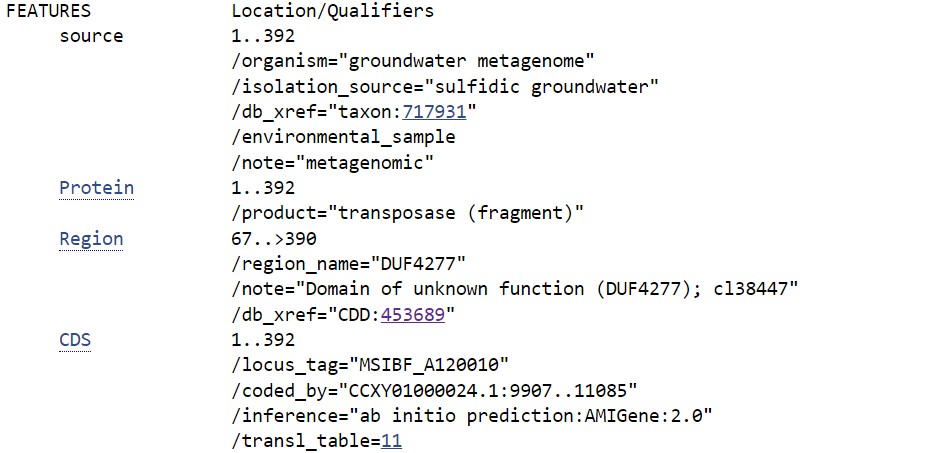 FEATURES Location/Qualifiers
source 1..392
/organism="groundwater metagenome"
/isolation_source="sulfidic groundwater"
/db_xref="taxon:717931"
/environmental_sample
/note="metagenomic"
Protein 1..392
/product="transposase (fragment)"
Region 67..>390
/region_name="DUF4277"
/note="Domain of unknown function (DUF4277); cl38447"
/db_xref="CDD:453689"
CDS 1..392
/locus_tag="MSIBF_A120010"
/coded_by="CCXY01000024.1:9907..11085"
/inference="ab initio prediction:AMIGene:2.0"
/transl_table=11